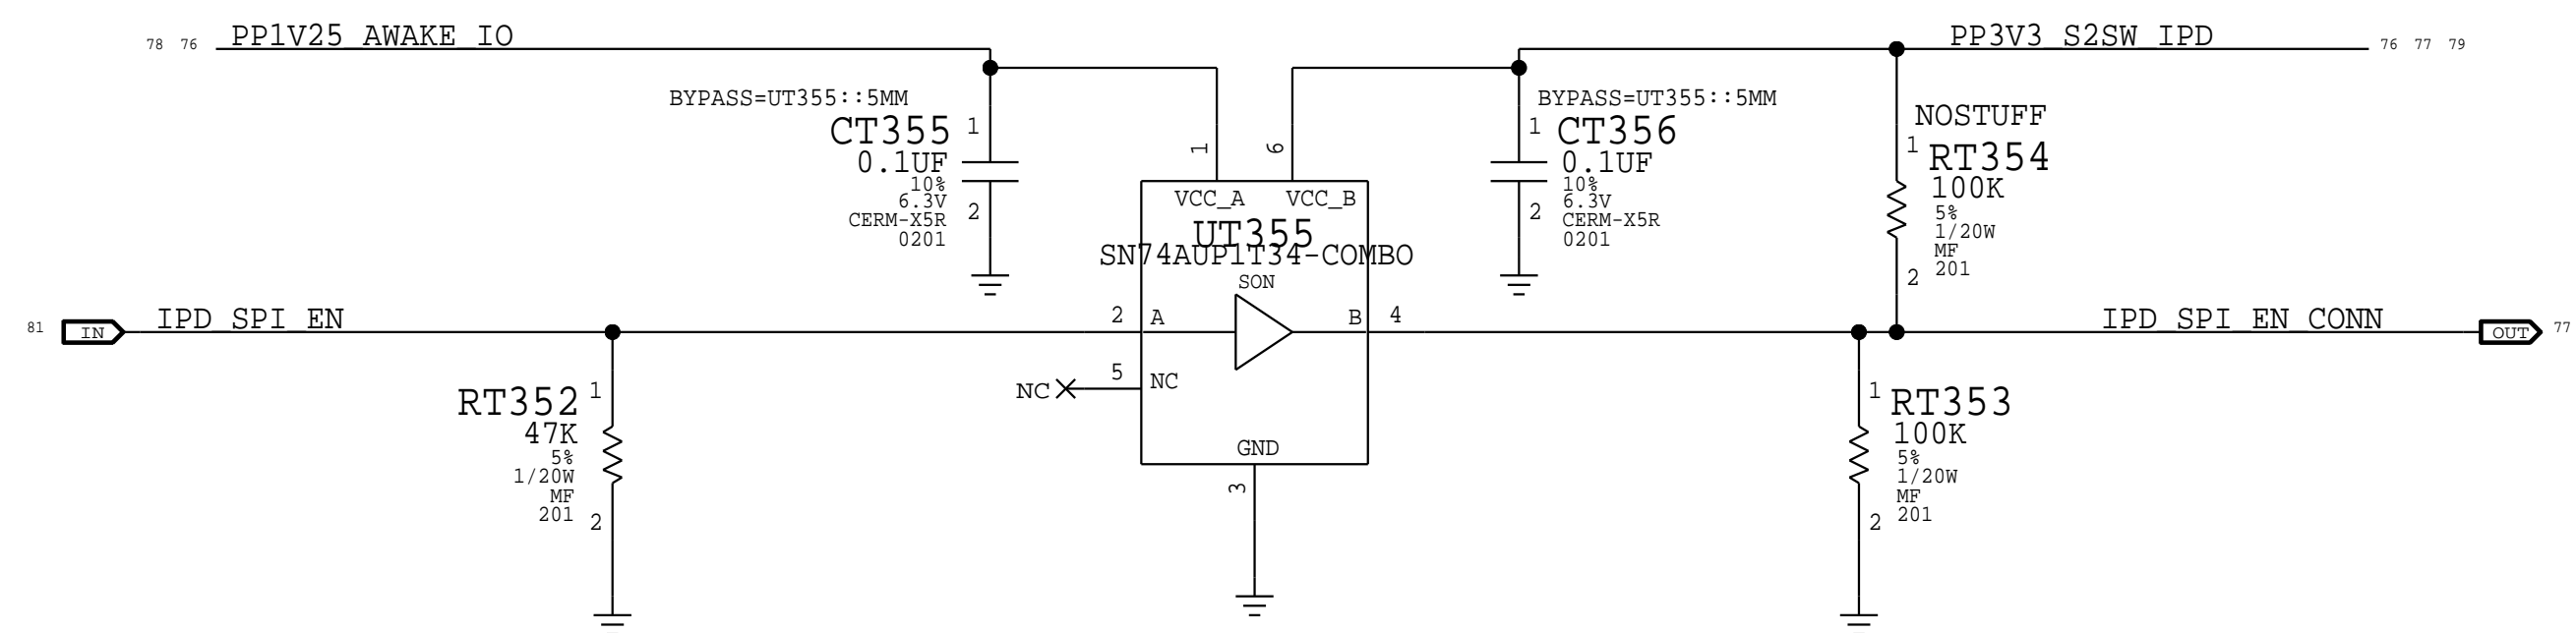 78 76 PP1V25_AWAKE_IO
PP3V3_S2SW_IPD 76 77 79
BYPASS=UT355::5MM
CT355 1
0.1UF
10%
6.3V
CERM-X5R
0201
2
1
6
VCC_A VCC_B
UT355
SN74AUP1T34-COMBO
SON
BYPASS=UT355::5MM
1 CT356
0.1UF
10%
6.3V
CERM-X5R
0201
2
NOSTUFF
1 RT354
100K
5%
1/20W
MF
201
2
81 IN IPD_SPI_EN
2 A
B 4
IPD_SPI_EN_CONN OUT 77
NC 5 NC
GND
3
RT352 1
47K
5%
1/20W
MF
201
2
1 RT353
100K
5%
1/20W
MF
201
2